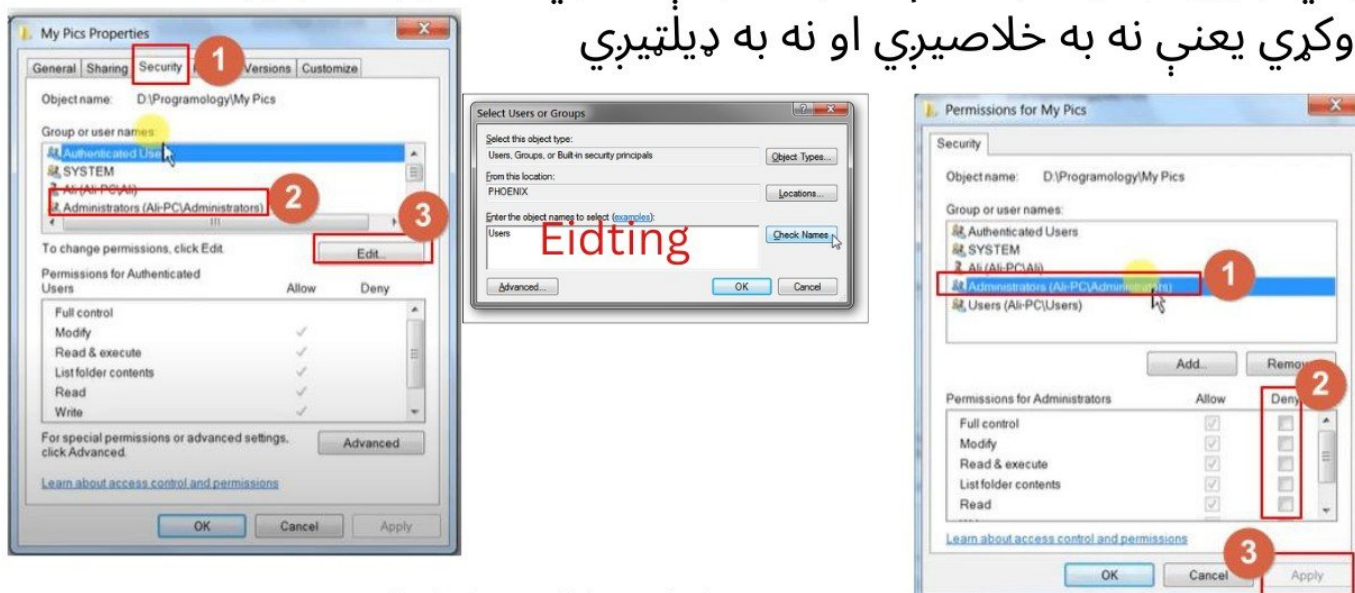 وکړي یعنې نه به خلاصیږي او نه به ډیلټیږي
My Pics Properties
1
General Sharing Security Versions Customize
Object name: D:\Programology\My Pics
Group or user names:
Authenticated Users
SYSTEM
Ali (Ali-PC\Ali)
Administrators (Ali-PC\Administrators)
2
3
To change permissions, click Edit.
Edit...
Permissions for Authenticated
Users Allow Deny
Full control
Modify
Read & execute
List folder contents
Read
Write
For special permissions or advanced settings,
click Advanced.
Advanced
Learn about access control and permissions
OK Cancel Apply
Select Users or Groups
Select this object type:
Users, Groups, or Built-in security principals
Object Types...
From this location:
PHOENIX
Locations...
Enter the object names to select (examples):
Users
Eidting
Check Names
Advanced...
OK Cancel
Permissions for My Pics
Security
Object name: D:\Programology\My Pics
Group or user names:
Authenticated Users
SYSTEM
Ali (Ali-PC\Ali)
Administrators (Ali-PC\Administrators)
1
Users (Ali-PC\Users)
Add...
2
Permissions for Administrators Allow Deny
Full control
Modify
Read & execute
List folder contents
Read
Learn about access control and permissions
3
OK Cancel Apply